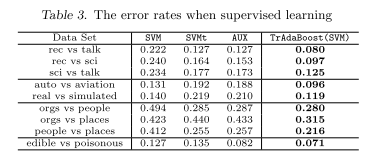 Table 3. The error rates when supervised learning
Data Set SVM SVMt AUX TrAdaBoost(SVM)
rec vs talk 0.222 0.127 0.127 0.080
rec vs sci 0.240 0.164 0.153 0.097
sci vs talk 0.234 0.177 0.173 0.125
auto vs aviation 0.131 0.192 0.188 0.096
real vs simulated 0.140 0.219 0.210 0.119
orgs vs people 0.494 0.285 0.287 0.280
orgs vs places 0.423 0.440 0.433 0.315
people vs places 0.412 0.255 0.257 0.216
edible vs poisonous 0.127 0.135 0.082 0.071